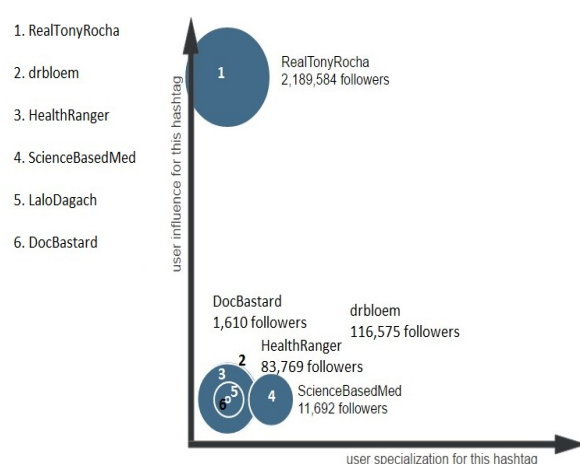 1. RealTonyRocha
2. drbloem
3. HealthRanger
4. ScienceBasedMed
5. LaloDagach
6. DocBastard
user influence for this hashtag
1
RealTonyRocha
2,189,584 followers
DocBastard
1,610 followers
drbloem
116,575 followers
HealthRanger
83,769 followers
2
3
5
6
4
ScienceBasedMed
11,692 followers
user specialization for this hashtag